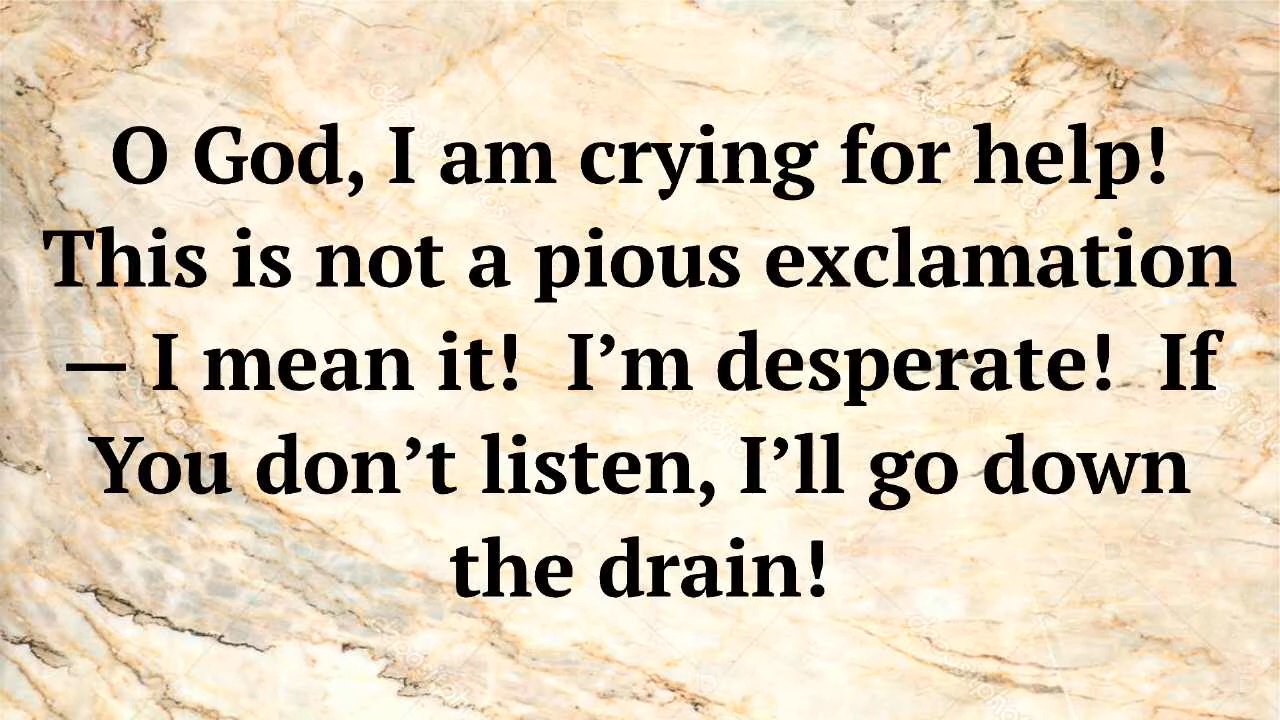 O God, I am crying for help!
This is not a pious exclamation
— I mean it!  I’m desperate!  If
You don’t listen, I’ll go down
the drain!